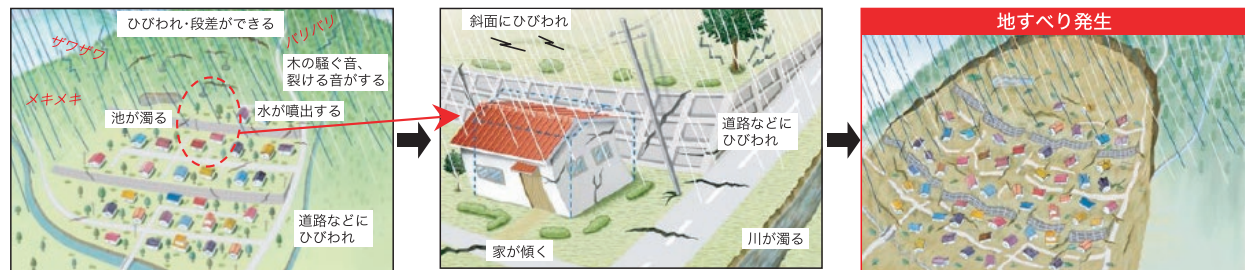 ひびわれ・段差ができる
ザワザワ
バリバリ
木の騒ぐ音、
裂ける音がする
メキメキ
池が濁る
水が噴出する
道路などに
ひびわれ
斜面にひびわれ
道路などに
ひびわれ
家が傾く
川が濁る
地すべり発生